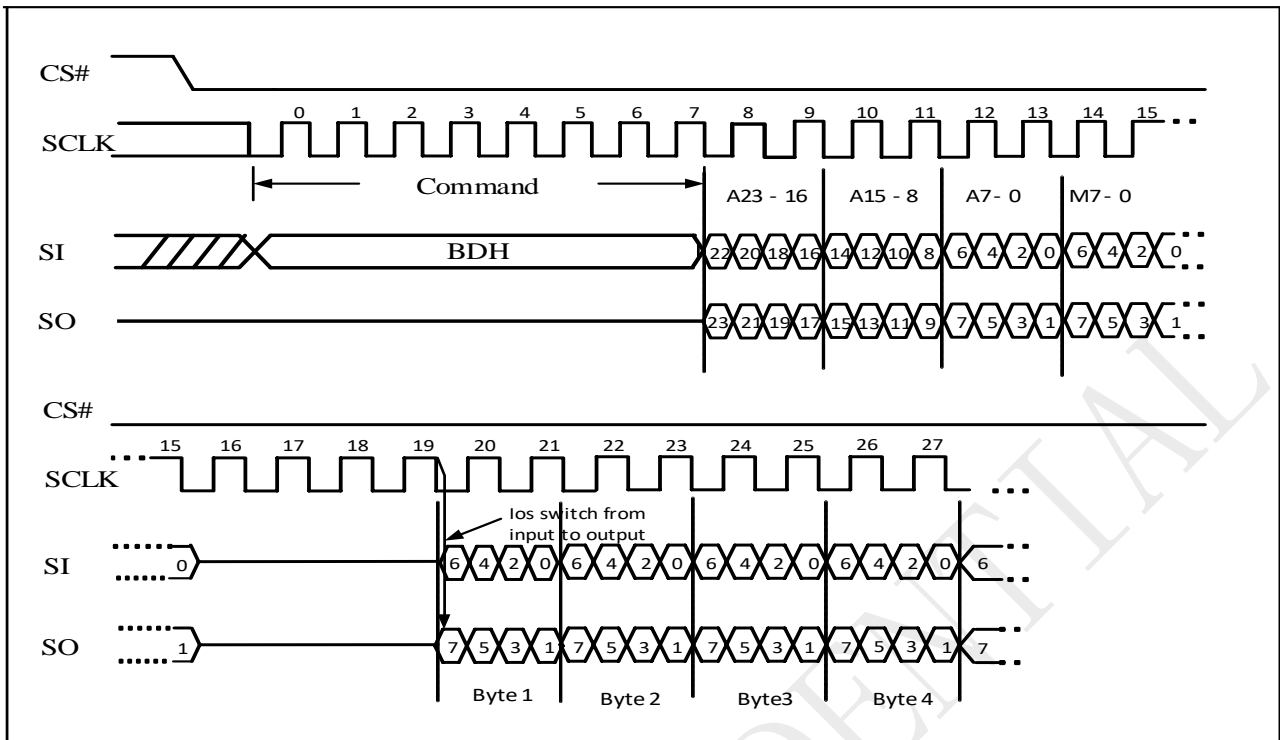 CS#
0 1 2 3 4 5 6 7 8 9 10 11 12 13 14 15
SCLK
Command
A23 - 16 A15 - 8 A7 - 0 M7 - 0
SI BDH 22 20 18 16 14 12 10 8 6 4 2 0 6 4 2 0
SO 23 21 19 17 15 13 11 9 7 5 3 1 7 5 3 1
CS#
15 16 17 18 19 20 21 22 23 24 25 26 27
SCLK
Ios switch from
input to output
SI 0 6 4 2 0 6 4 2 0 6 4 2 0 6 4 2 0 6
SO 1 7 5 3 1 7 5 3 1 7 5 3 1 7 5 3 1 7
Byte 1 Byte 2 Byte3 Byte 4
DENTIAL